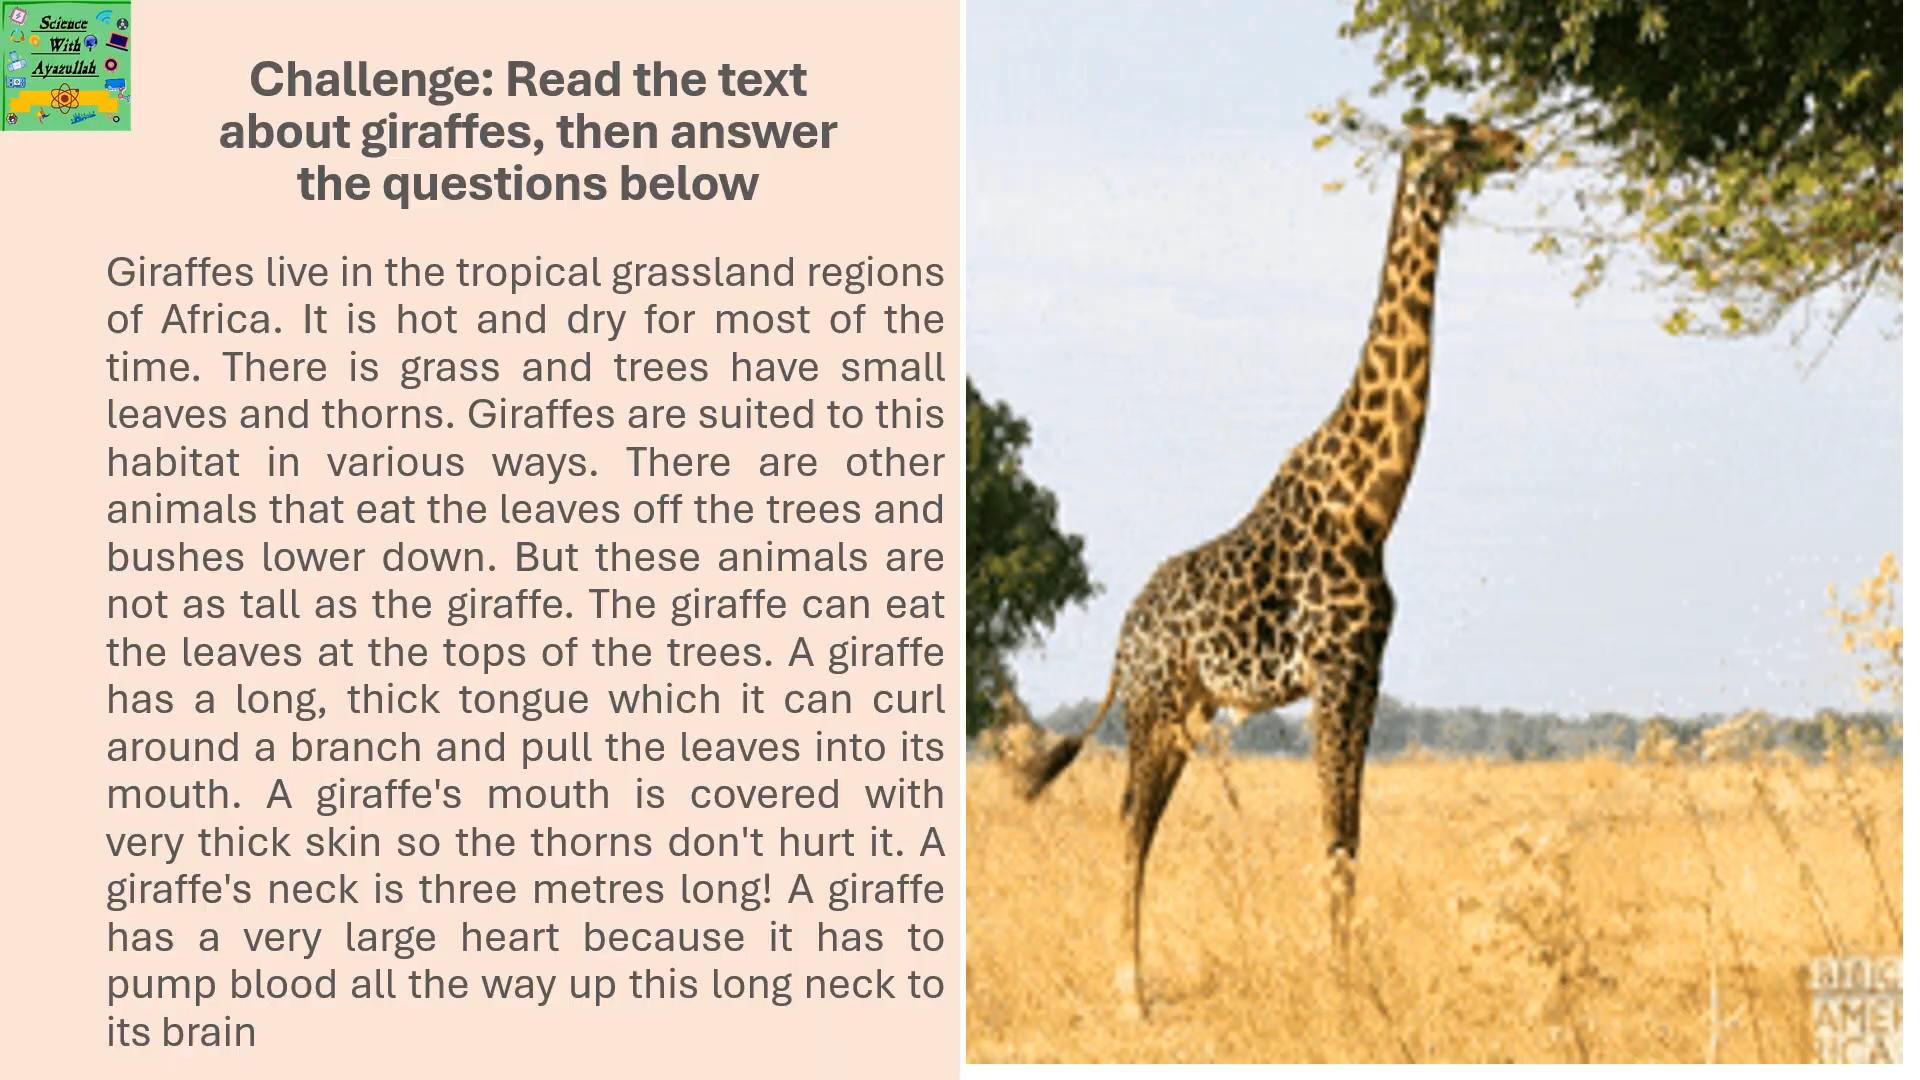 Science
With
Ayazullah
Challenge: Read the text
about giraffes, then answer
the questions below
Giraffes live in the tropical grassland regions
of Africa. It is hot and dry for most of the
time. There is grass and trees have small
leaves and thorns. Giraffes are suited to this
habitat in various ways. There are other
animals that eat the leaves off the trees and
bushes lower down. But these animals are
not as tall as the giraffe. The giraffe can eat
the leaves at the tops of the trees. A giraffe
has a long, thick tongue which it can curl
around a branch and pull the leaves into its
mouth. A giraffe's mouth is covered with
very thick skin so the thorns don't hurt it. A
giraffe's neck is three metres long! A giraffe
has a very large heart because it has to
pump blood all the way up this long neck to
its brain